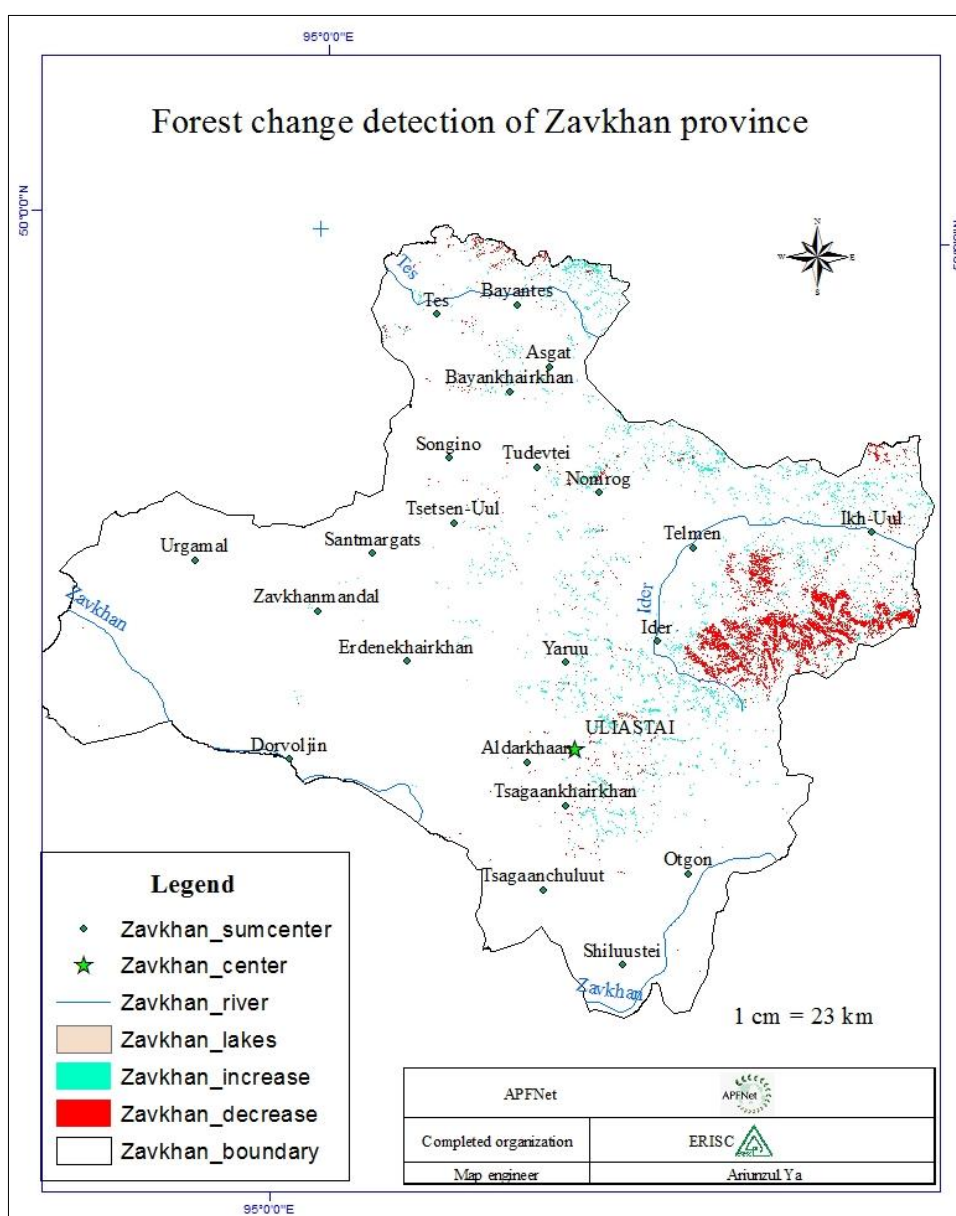 95°0'0"E
Forest change detection of Zavkhan province
50°0'0"N
N
W E
S
Tes
Tes
Bayantes
Asgat
Bayankhairkhan
Songino
Tudevtei
Nomrog
Tsetsen-Uul
Ikh-Uul
Urgamal
Santmargats
Telmen
Zavkhan
Zavkhanmandal
Ider
Ider
Erdenekhairkhan
Yaruu
ULIASTAI
Dorvoljin
Aldarkhaan
Tsagaankhairkhan
Otgon
Tsagaanchuluut
Shiluustei
Zavkhan
1 cm = 23 km
Legend
Zavkhan_sumcenter
Zavkhan_center
Zavkhan_river
Zavkhan_lakes
Zavkhan_increase
Zavkhan_decrease
Zavkhan_boundary
APFNet
APFNet
Completed organization
ERISC
Map engineer
Ariunzul.Ya
95°0'0"E